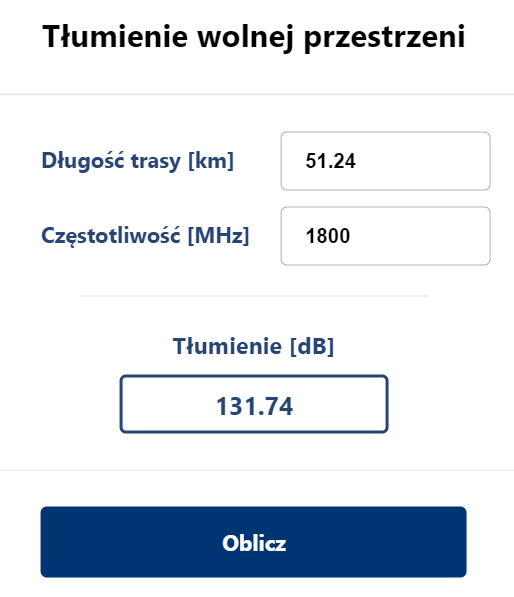 Tłumienie wolnej przestrzeni
Długość trasy [km] 51.24
Częstotliwość [MHz] 1800
Tłumienie [dB]
131.74
Oblicz